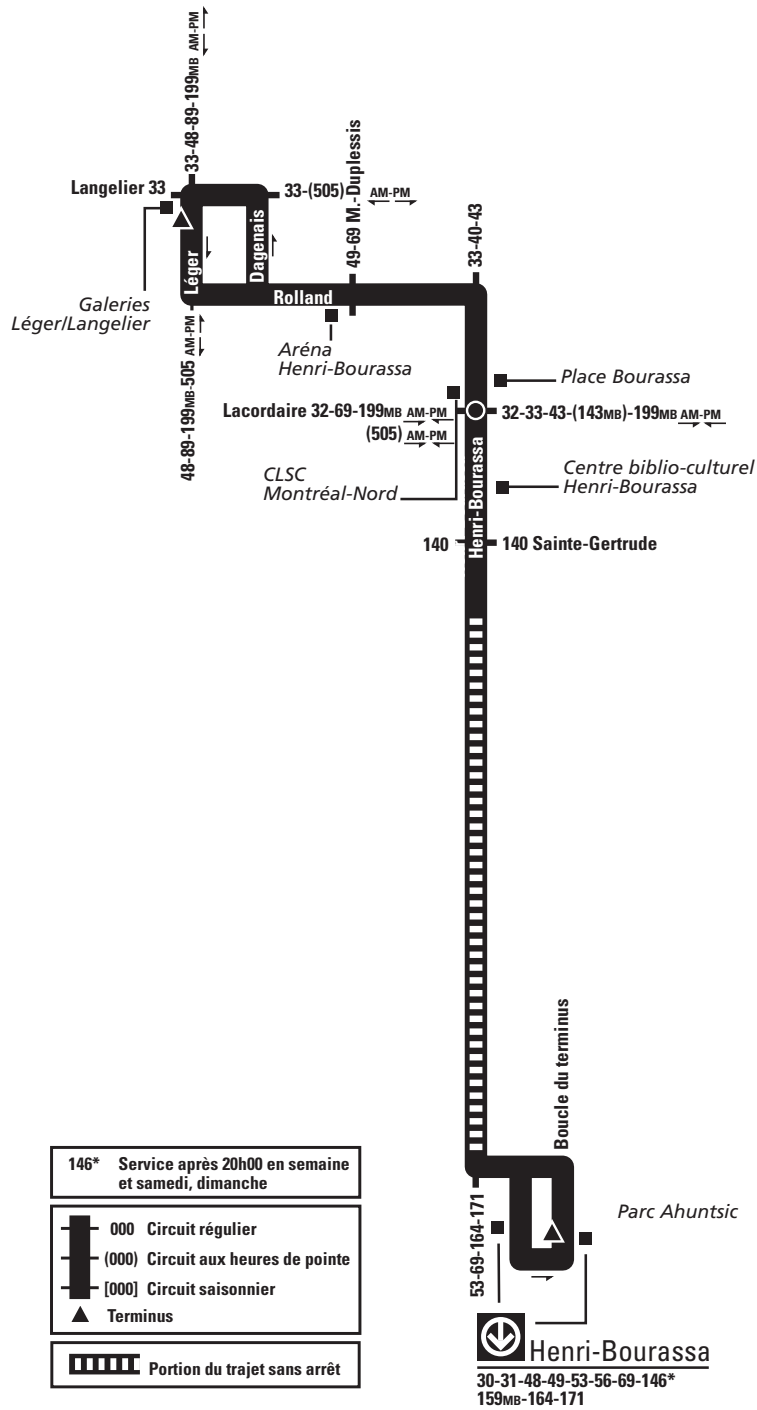 33-48-89-199MB AM-PM
Langelier 33
33-(505) AM-PM
49-69 M.-Duplessis
33-40-43
Léger
Dagenais
Rolland
Galeries
Léger/Langelier
Aréna
Henri-Bourassa
48-89-199MB-505 AM-PM
Place Bourassa
Lacordaire 32-69-199MB AM-PM
(505) AM-PM
32-33-43-(143MB)-199MB AM-PM
CLSC
Montréal-Nord
Henri-Bourassa
Centre biblio-culturel
Henri-Bourassa
140
140 Sainte-Gertrude
Boucle du terminus
146* Service après 20h00 en semaine
et samedi, dimanche
000 Circuit régulier
(000) Circuit aux heures de pointe
[000] Circuit saisonnier
Terminus
Portion du trajet sans arrêt
53-69-164-171
Parc Ahuntsic
Henri-Bourassa
30-31-48-49-53-56-69-146*
159MB-164-171